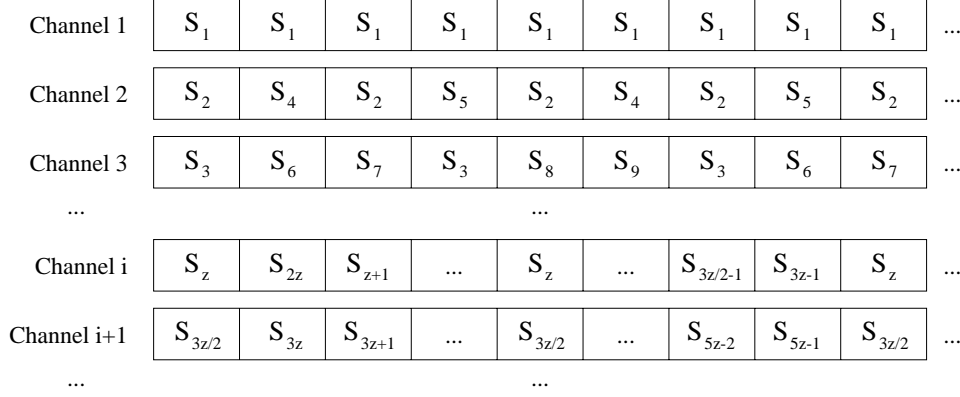 Channel 1 S1 S1 S1 S1 S1 S1 S1 S1 S1 ...
Channel 2 S2 S4 S2 S5 S2 S4 S2 S5 S2 ...
Channel 3 S3 S6 S7 S3 S8 S9 S3 S6 S7 ...
... ...
Channel i Sz S2z Sz+1 ... Sz ... S3z/2-1 S3z-1 Sz ...
Channel i+1 S3z/2 S3z S3z+1 ... S3z/2 ... S5z-2 S5z-1 S3z/2 ...
... ...